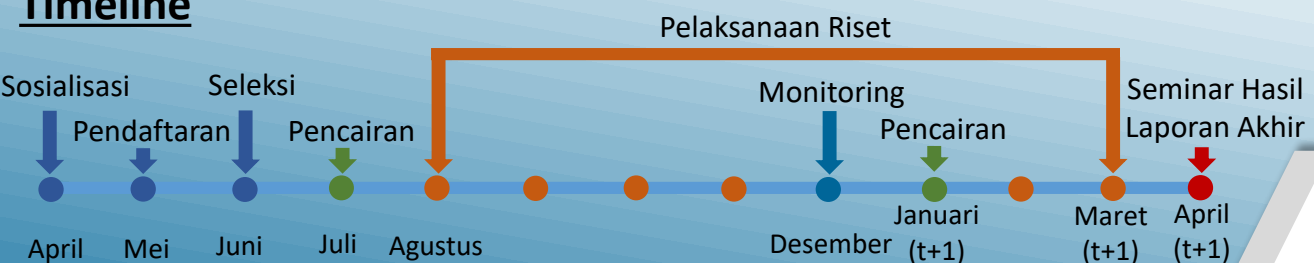 Timeline
Pelaksanaan Riset
Sosialisasi
Seleksi
Monitoring
Seminar Hasil
Pendaftaran
Pencairan
Pencairan
Laporan Akhir
April
Mei
Juni
Juli
Agustus
Desember
Januari
(t+1)
Maret
(t+1)
April
(t+1)